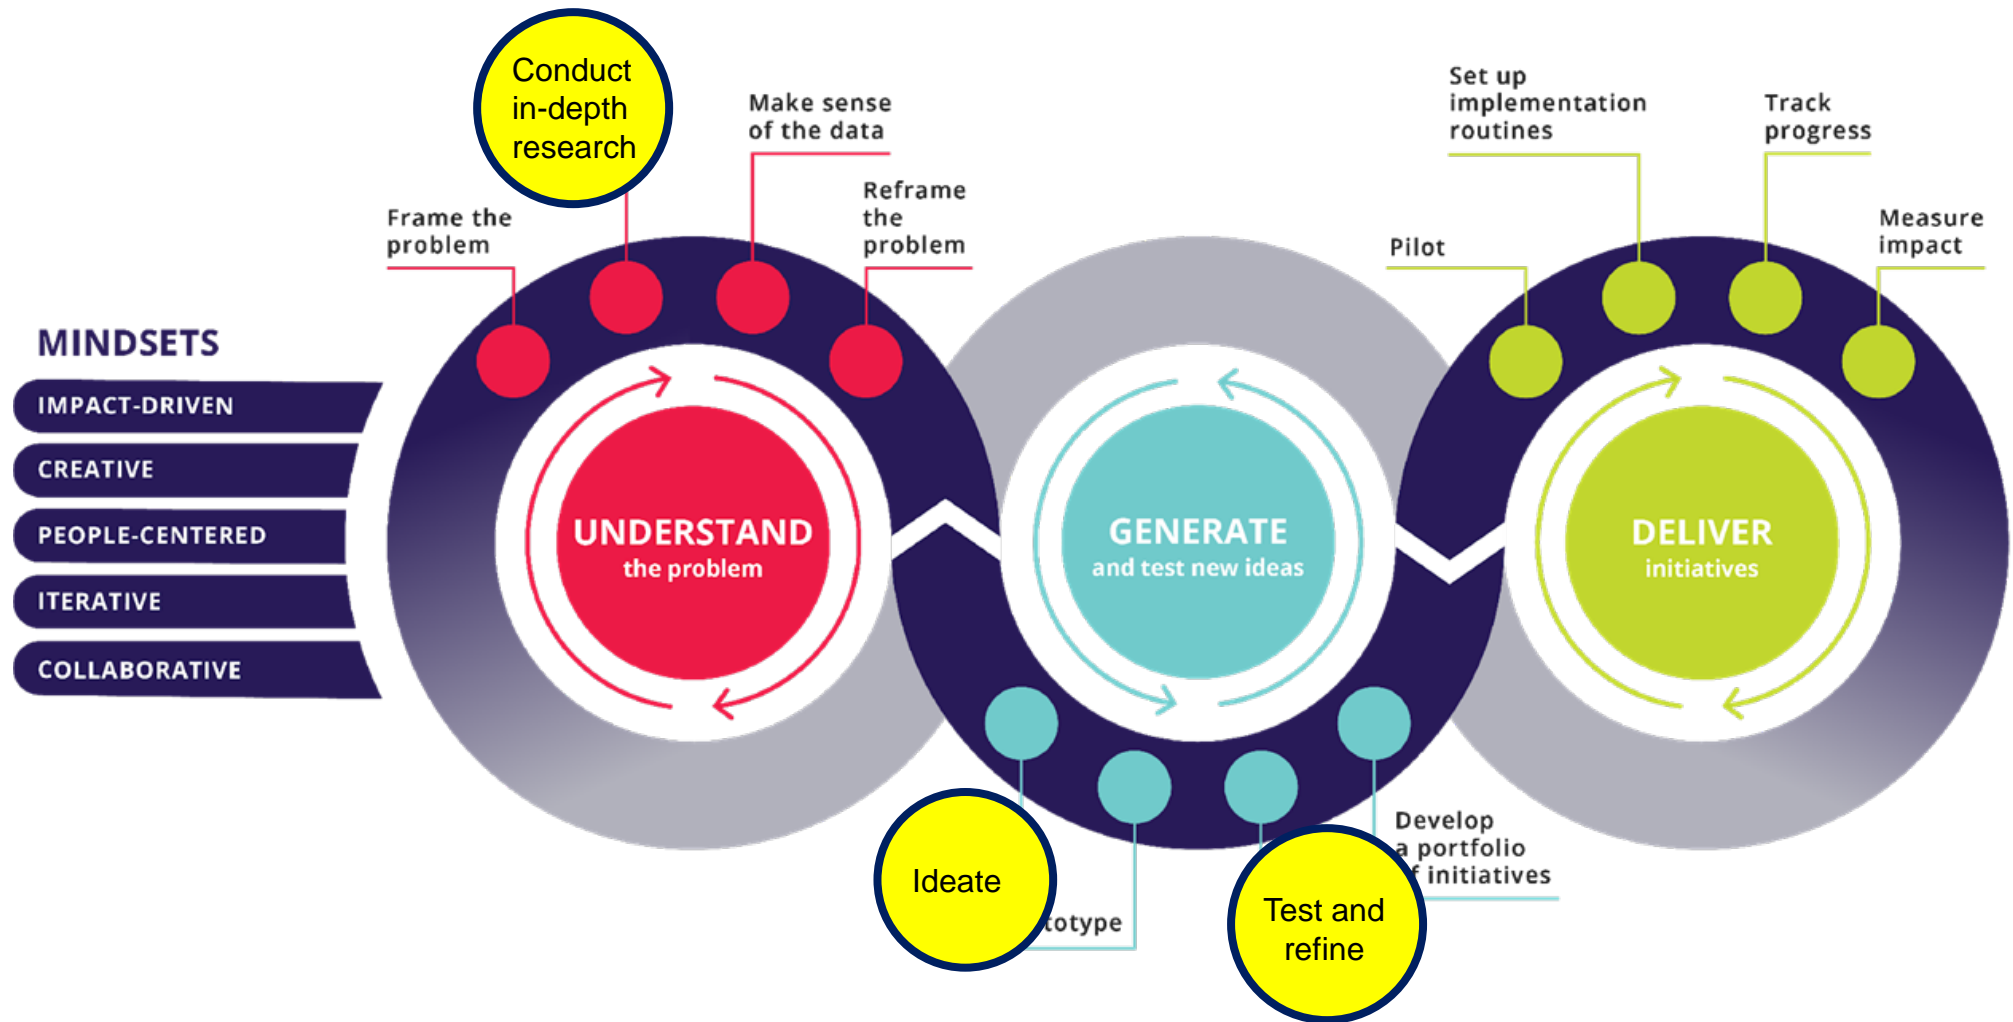 Conduct
in-depth
research
Make sense
of the data
Frame the
problem
Reframe
the
problem
Set up
implementation
routines
Track
progress
Pilot
Measure
impact
MINDSETS
IMPACT-DRIVEN
CREATIVE
PEOPLE-CENTERED
ITERATIVE
COLLABORATIVE
UNDERSTAND
the problem
GENERATE
and test new ideas
DELIVER
initiatives
Ideate
totype
Test and
refine
Develop
a portfolio
f initiatives